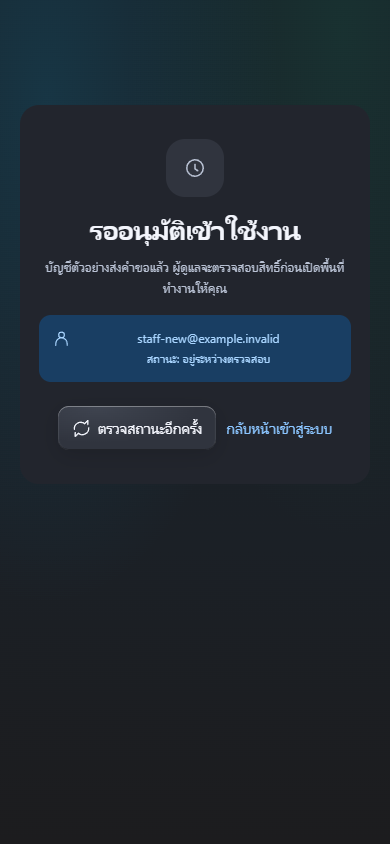 รออนุมัติเข้าใช้งาน
บัญชีตัวอย่างส่งคำขอแล้ว ผู้ดูแลจะตรวจสอบสิทธิ์ก่อนเปิดพื้นที่
ทำงานให้คุณ
staff-new@example.invalid
สถานะ: อยู่ระหว่างตรวจสอบ
ตรวจสถานะอีกครั้ง
กลับหน้าเข้าสู่ระบบ